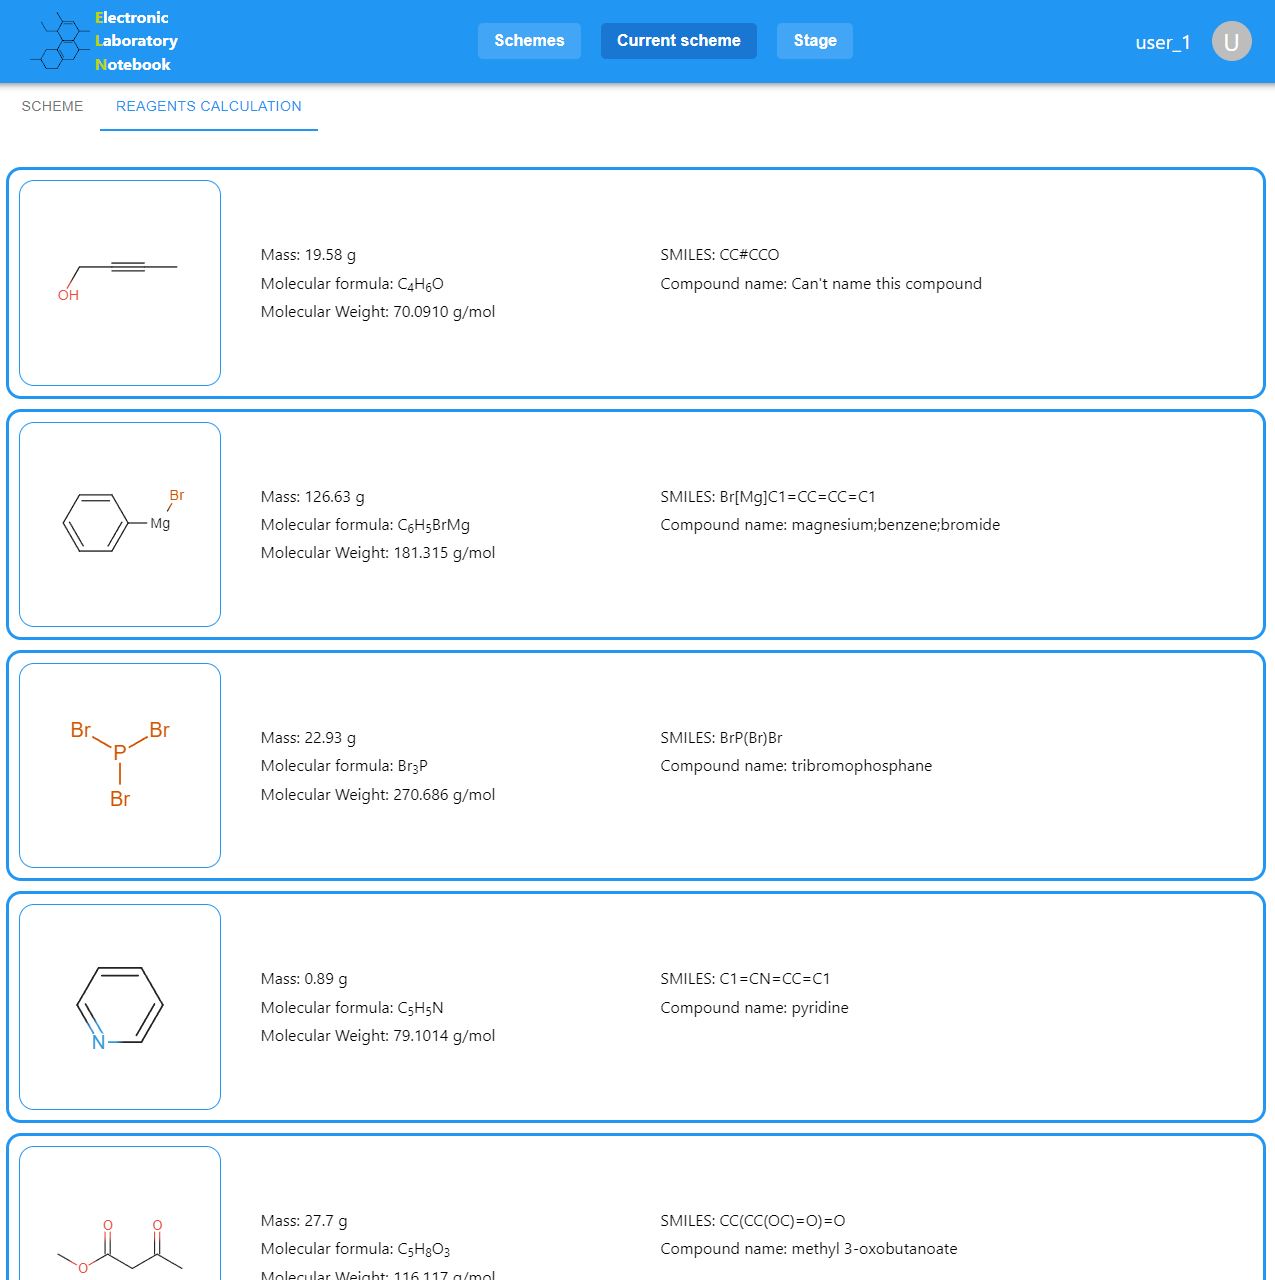 Electronic
Laboratory
Notebook
Schemes
Current scheme
Stage
user_1
U
SCHEME
REAGENTS CALCULATION
OH
Mass: 19.58 g
Molecular formula: C₄H₆O
Molecular Weight: 70.0910 g/mol
SMILES: CC#CCO
Compound name: Can't name this compound
Br
Mg
Mass: 126.63 g
Molecular formula: C₆H₅BrMg
Molecular Weight: 181.315 g/mol
SMILES: Br[Mg]C1=CC=CC=C1
Compound name: magnesium;benzene;bromide
Br Br
P
Br
Mass: 22.93 g
Molecular formula: Br₃P
Molecular Weight: 270.686 g/mol
SMILES: BrP(Br)Br
Compound name: tribromophosphane
N
Mass: 0.89 g
Molecular formula: C₅H₅N
Molecular Weight: 79.1014 g/mol
SMILES: C1=CN=CC=C1
Compound name: pyridine
O O
O
Mass: 27.7 g
Molecular formula: C₅H₈O₃
Molecular Weight: 116.117 g/mol
SMILES: CC(CC(OC)=O)=O
Compound name: methyl 3-oxobutanoate